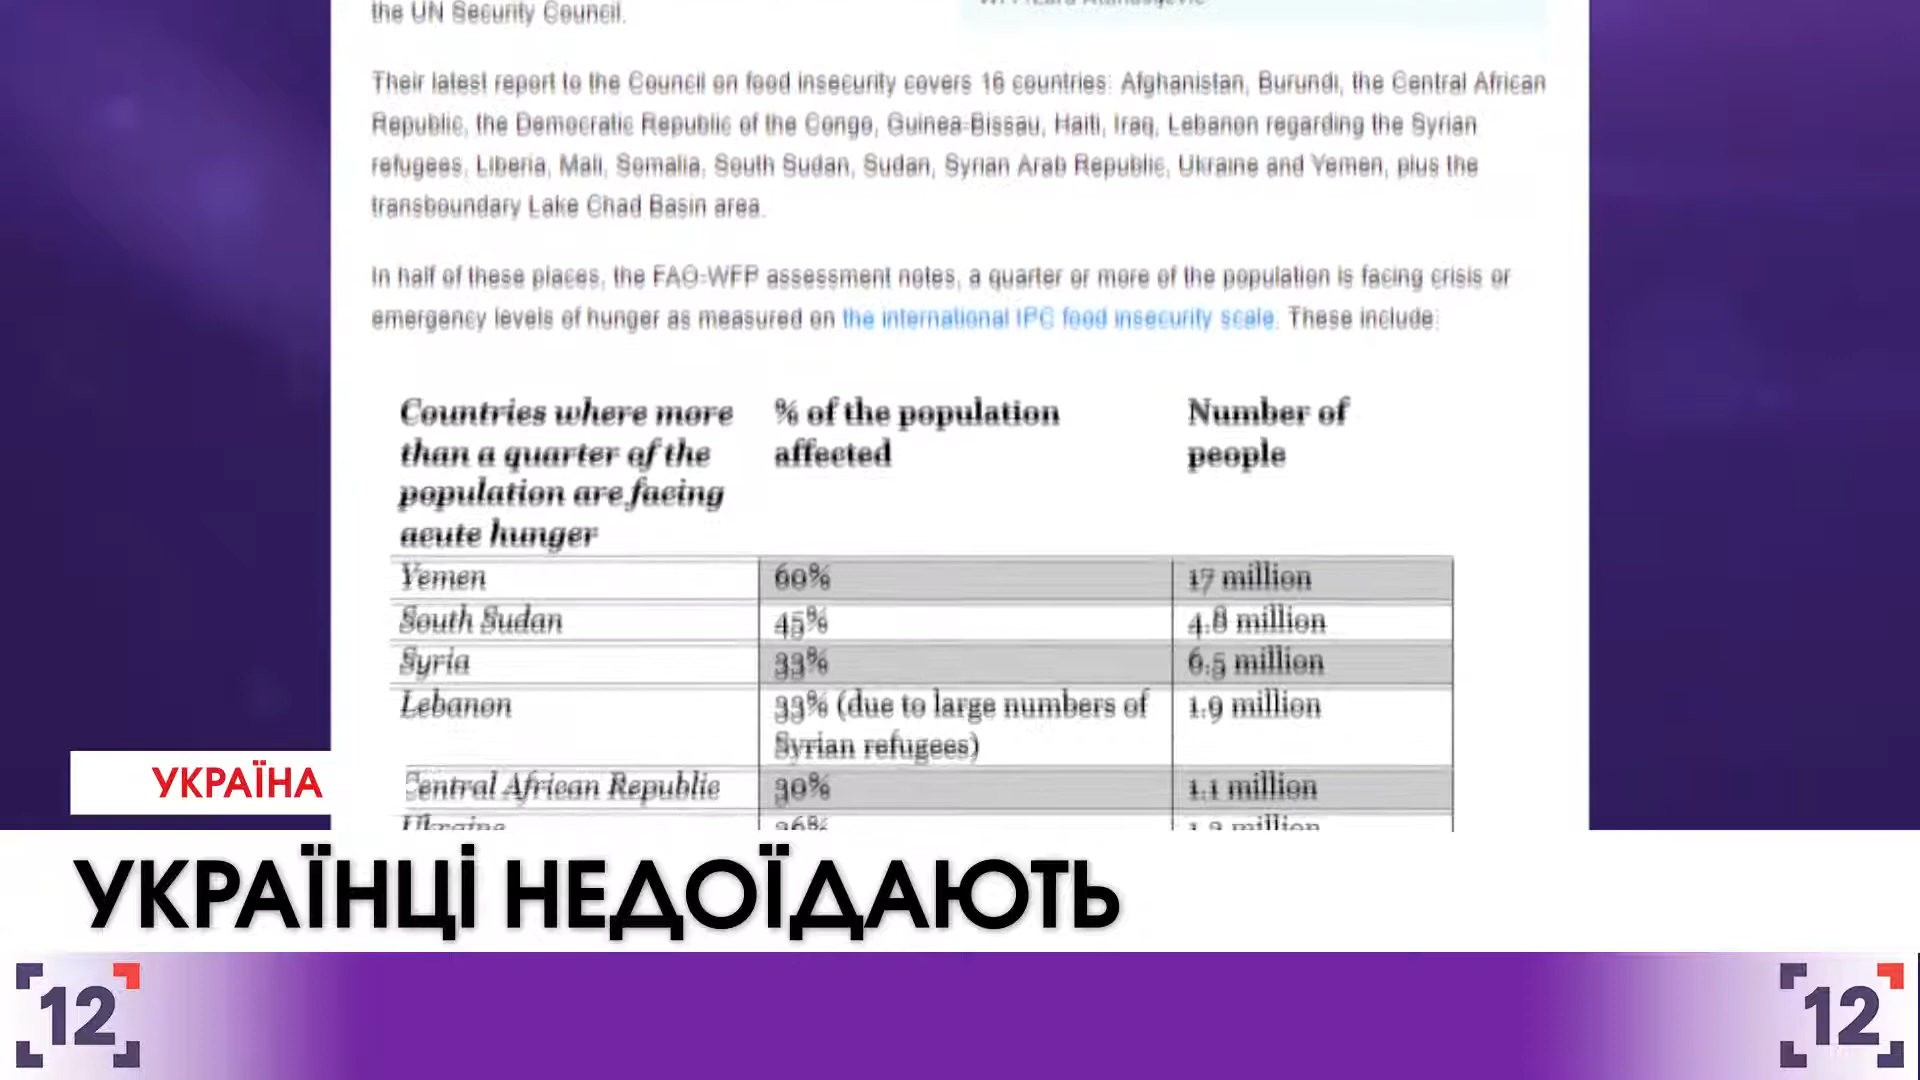 the UN Security Council.
Their latest report to the Council on food insecurity covers 16 countries: Afghanistan, Burundi, the Central African
Republic, the Democratic Republic of the Congo, Guinea-Bissau, Haiti, Iraq, Lebanon regarding the Syrian
refugees, Liberia, Mali, Somalia, South Sudan, Sudan, Syrian Arab Republic, Ukraine and Yemen, plus the
transboundary Lake Chad Basin area.
In half of these places, the FAO-WFP assessment notes, a quarter or more of the population is facing crisis or
emergency levels of hunger as measured on the international IPC food insecurity scale. These include:
Countries where more
than a quarter of the
population are facing
acute hunger
% of the population
affected
Number of
people
Yemen 60% 17 million
South Sudan 45% 4.8 million
Syria 33% 6.5 million
Lebanon 33% (due to large numbers of 1.9 million
Syrian refugees)
Central African Republic 30% 1.1 million
Ukraine million
УКРАЇНА
УКРАЇНЦІ НЕДОЇДАЮТЬ
12 12